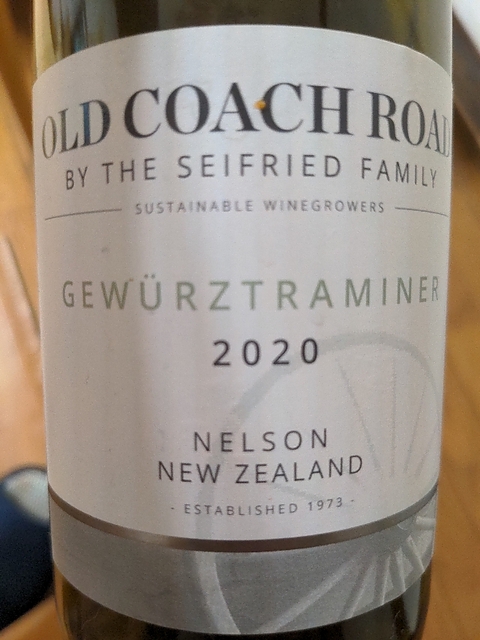 OLD COACH ROAD
BY THE SEIFRIED FAMILY
SUSTAINABLE WINEGROWERS
GEWÜRZTRAMINER
2020
NELSON
NEW ZEALAND
- ESTABLISHED 1973 -